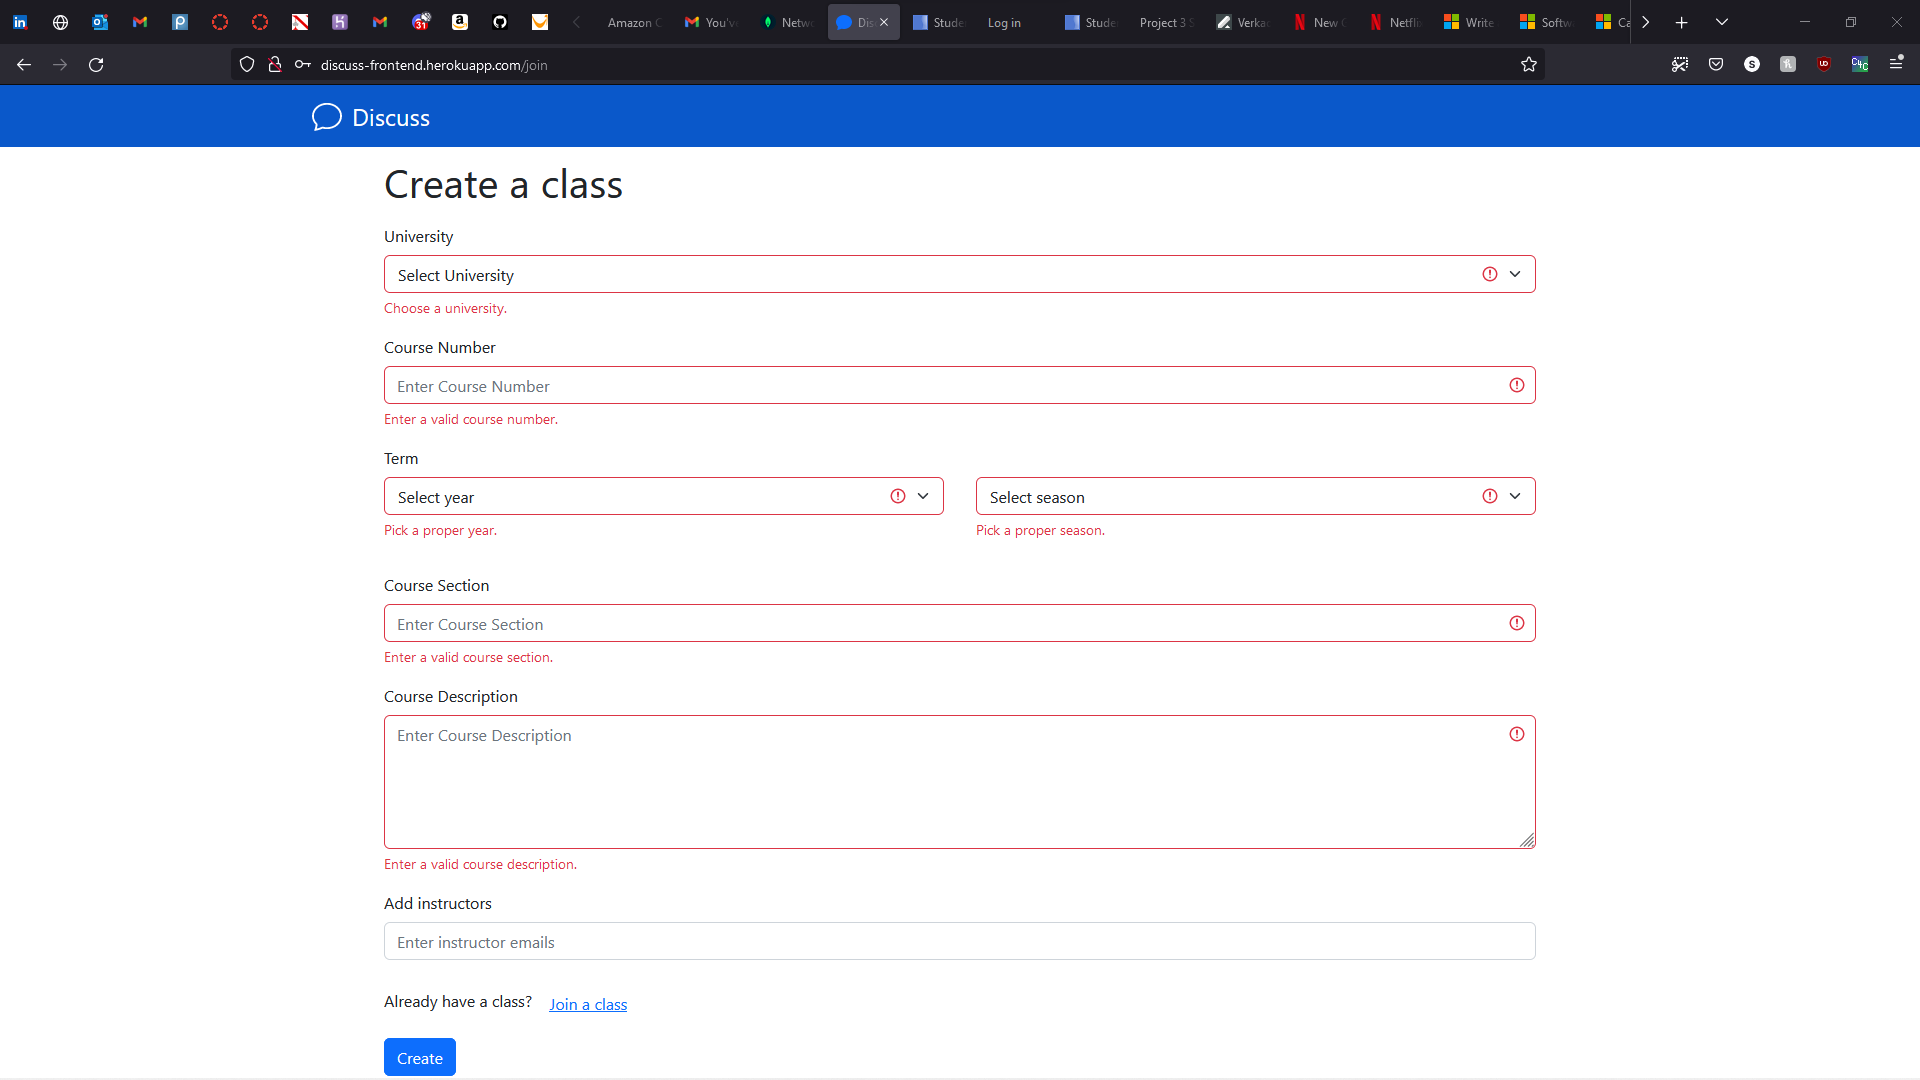 31
Amazon C
You'v
Netwo
Dis
Stude
Log in
Stude
Project 3 S
Verka
New G
Netfli
Write
Softw
Ca
discuss-frontend.herokuapp.com/join
Discuss
Create a class
University
Select University
Choose a university.
Course Number
Enter Course Number
Enter a valid course number.
Term
Select year Select season
Pick a proper year. Pick a proper season.
Course Section
Enter Course Section
Enter a valid course section.
Course Description
Enter Course Description
Enter a valid course description.
Add instructors
Enter instructor emails
Already have a class? Join a class
Create